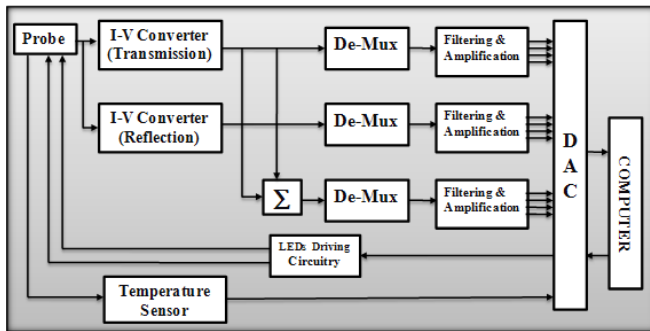 Probe
I-V Converter
(Transmission)
De-Mux
Filtering &
Amplification
I-V Converter
(Reflection)
De-Mux
Filtering &
Amplification
Σ
De-Mux
Filtering &
Amplification
D
A
C
COMPUTER
LEDs Driving
Circuitry
Temperature
Sensor